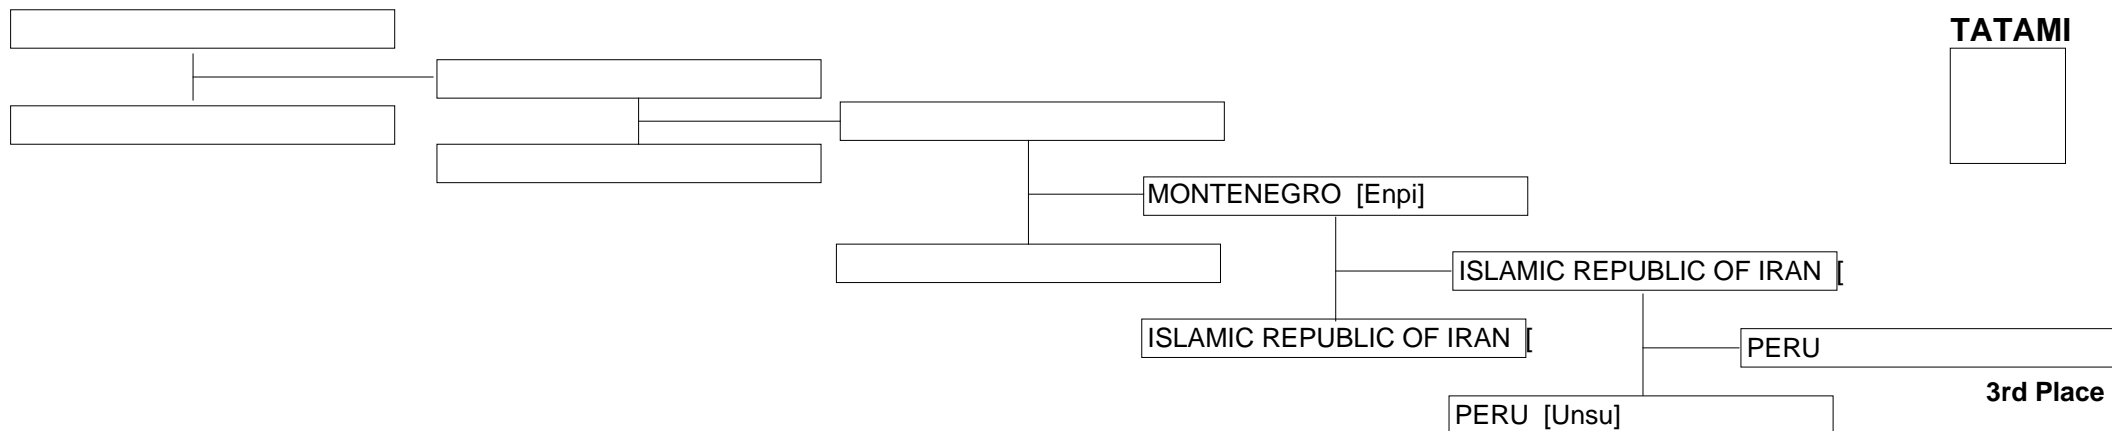 TATAMI
MONTENEGRO [Enpi]
ISLAMIC REPUBLIC OF IRAN [
ISLAMIC REPUBLIC OF IRAN [
PERU
3rd Place
PERU [Unsu]